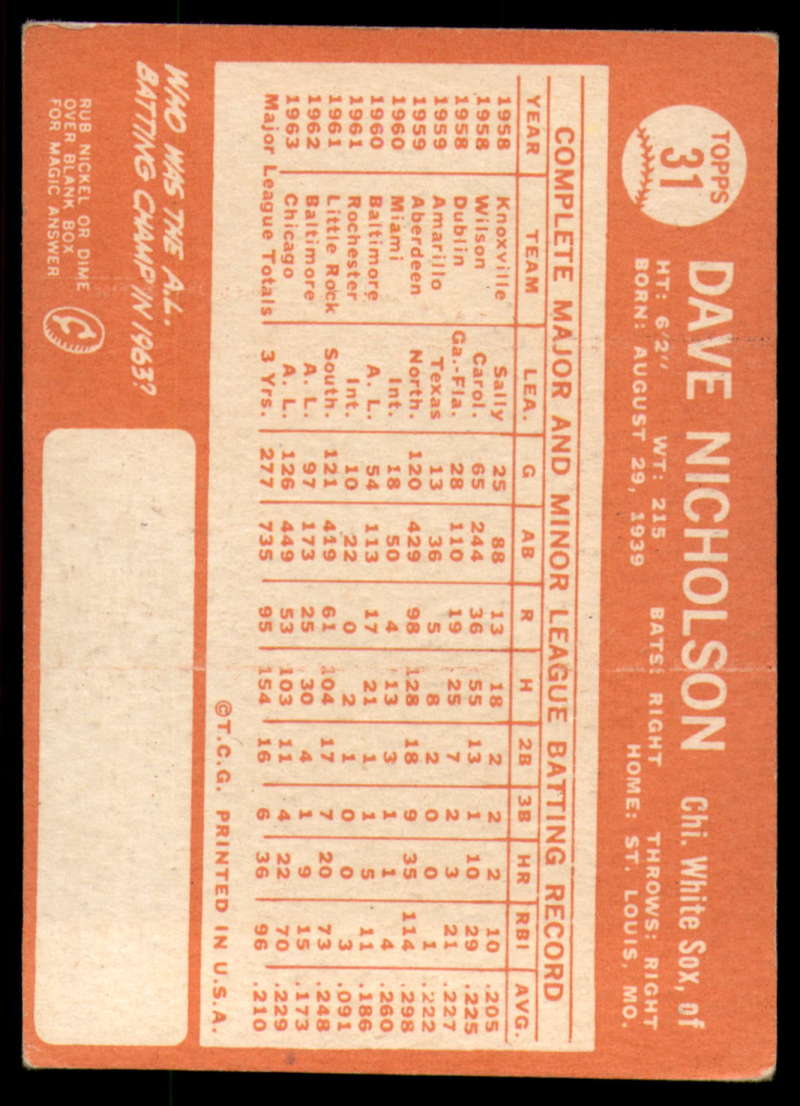 TOPPS
31
DAVE NICHOLSON Chi. White Sox, of
HT: 6'2" WT: 215 BATS: RIGHT THROWS: RIGHT
BORN: AUGUST 29, 1939 HOME: ST. LOUIS, MO.
COMPLETE MAJOR AND MINOR LEAGUE BATTING RECORD
YEAR TEAM LEA. G AB R H 2B 3B HR RBI AVG.
1958 Knoxville Sally 25 88 13 18 2 2 2 10 .205
1958 Wilson Carol. 65 244 36 55 13 1 10 29 .225
1958 Dublin Ga.-Fla. 28 110 19 25 7 2 3 21 .227
1959 Amarillo Texas 13 36 5 8 2 0 0 1 .222
1959 Aberdeen North. 120 429 98 128 18 9 35 114 .298
1960 Miami Int. 18 50 4 13 3 1 1 4 .260
1960 Baltimore A. L. 54 113 17 21 1 1 5 11 .186
1961 Rochester Int. 10 22 0 2 1 0 0 3 .091
1961 Little Rock South. 121 419 61 104 17 7 20 73 .248
1962 Baltimore A. L. 97 173 25 30 4 1 9 15 .173
1963 Chicago A. L. 126 449 53 103 11 4 22 70 .229
Major League Totals 3 Yrs. 277 735 95 154 16 6 36 96 .210
©T.C.G. PRINTED IN U.S.A.
WHO WAS THE A.L.
BATTING CHAMP IN 1963?
RUB NICKEL OR DIME
OVER BLANK BOX
FOR MAGIC ANSWER